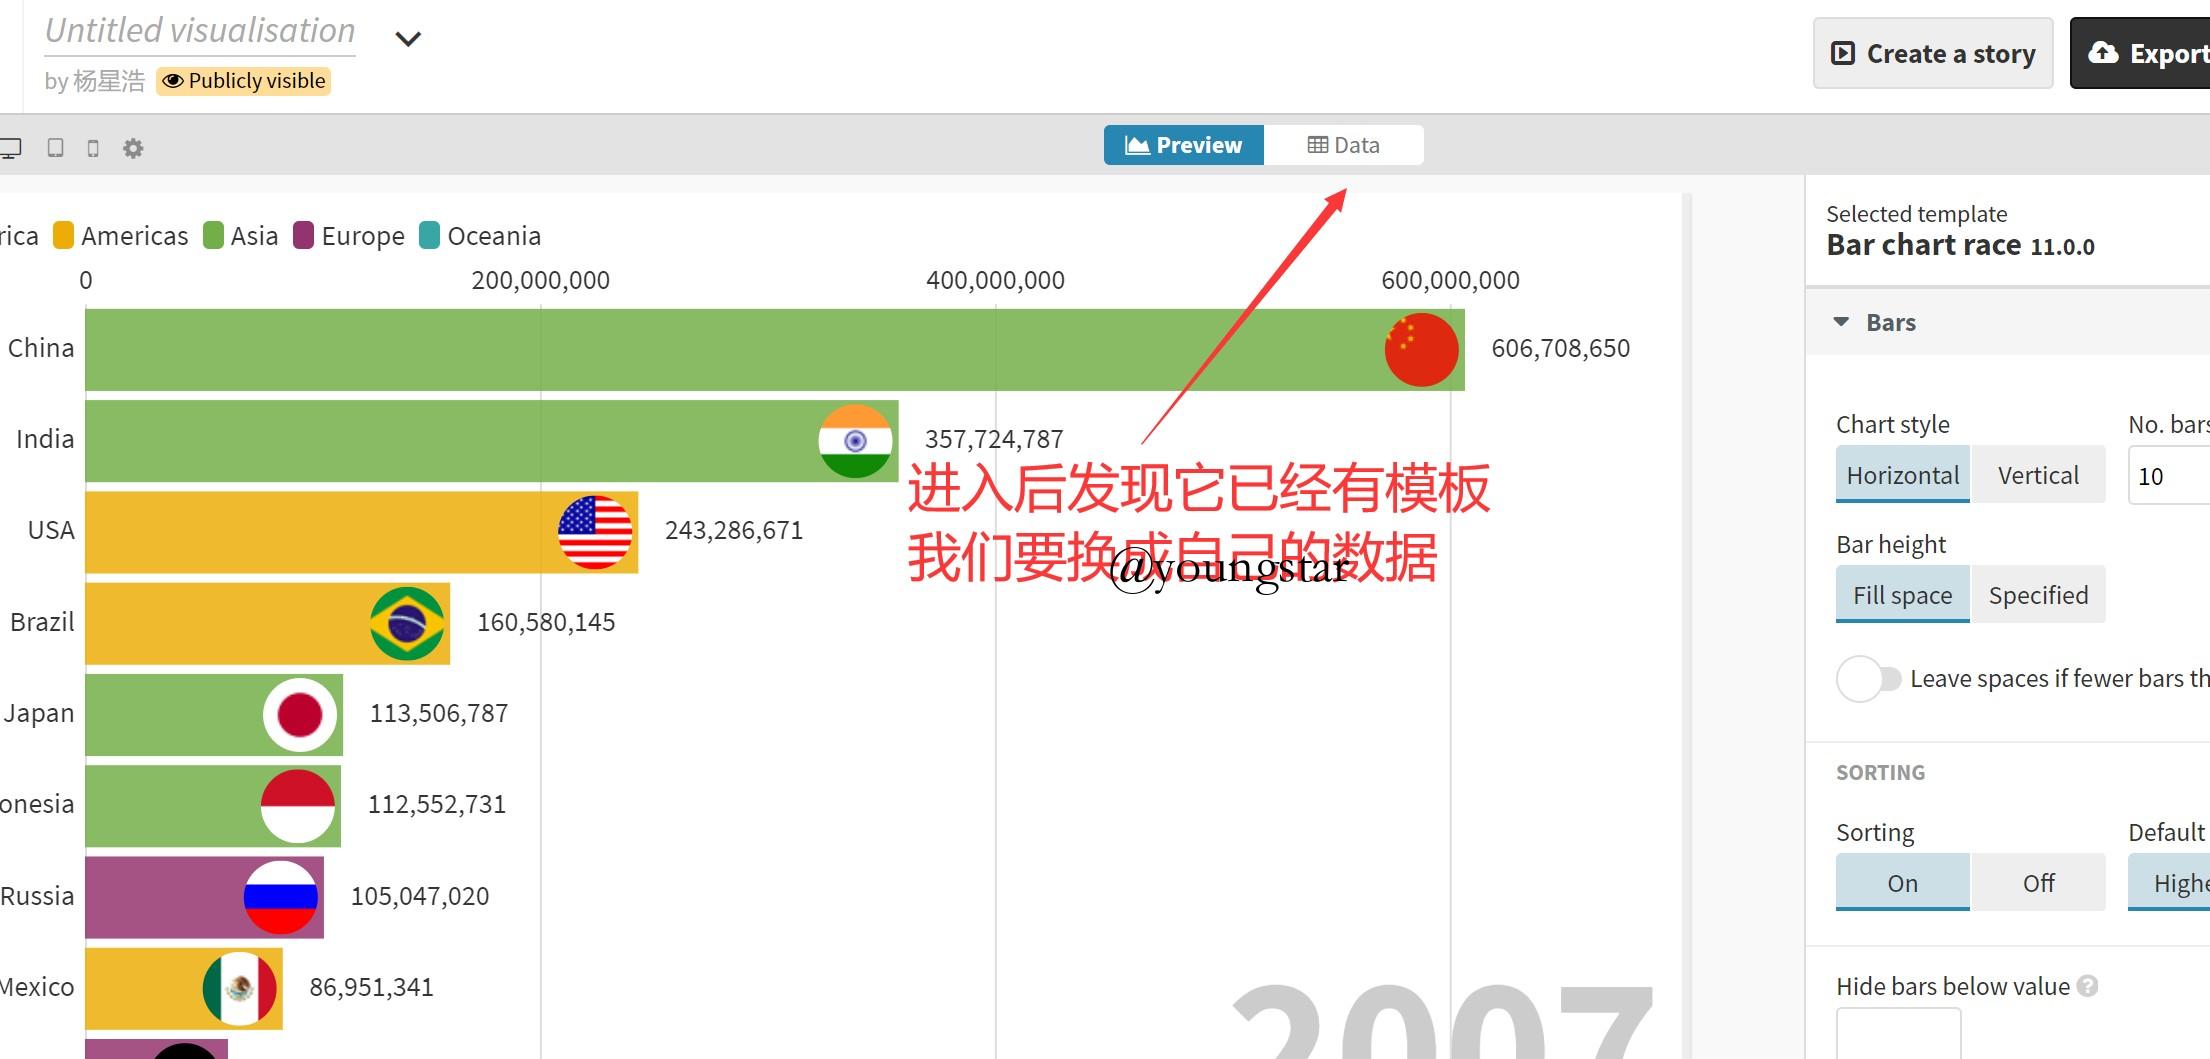 Untitled visualisation
by 杨星浩 Publicly visible
Create a story
Export
Preview
Data
rica Americas Asia Europe Oceania
0 200,000,000 400,000,000 600,000,000
China 606,708,650
India 357,724,787
USA 243,286,671
Brazil 160,580,145
Japan 113,506,787
onesia 112,552,731
Russia 105,047,020
Mexico 86,951,341
2007
进入后发现它已经有模板
我们要换成自己的数据
@youngstar
Selected template
Bar chart race 11.0.0
Bars
Chart style No. bars
Horizontal Vertical 10
Bar height
Fill space Specified
Leave spaces if fewer bars th
SORTING
Sorting Default
On Off Highe
Hide bars below value ?